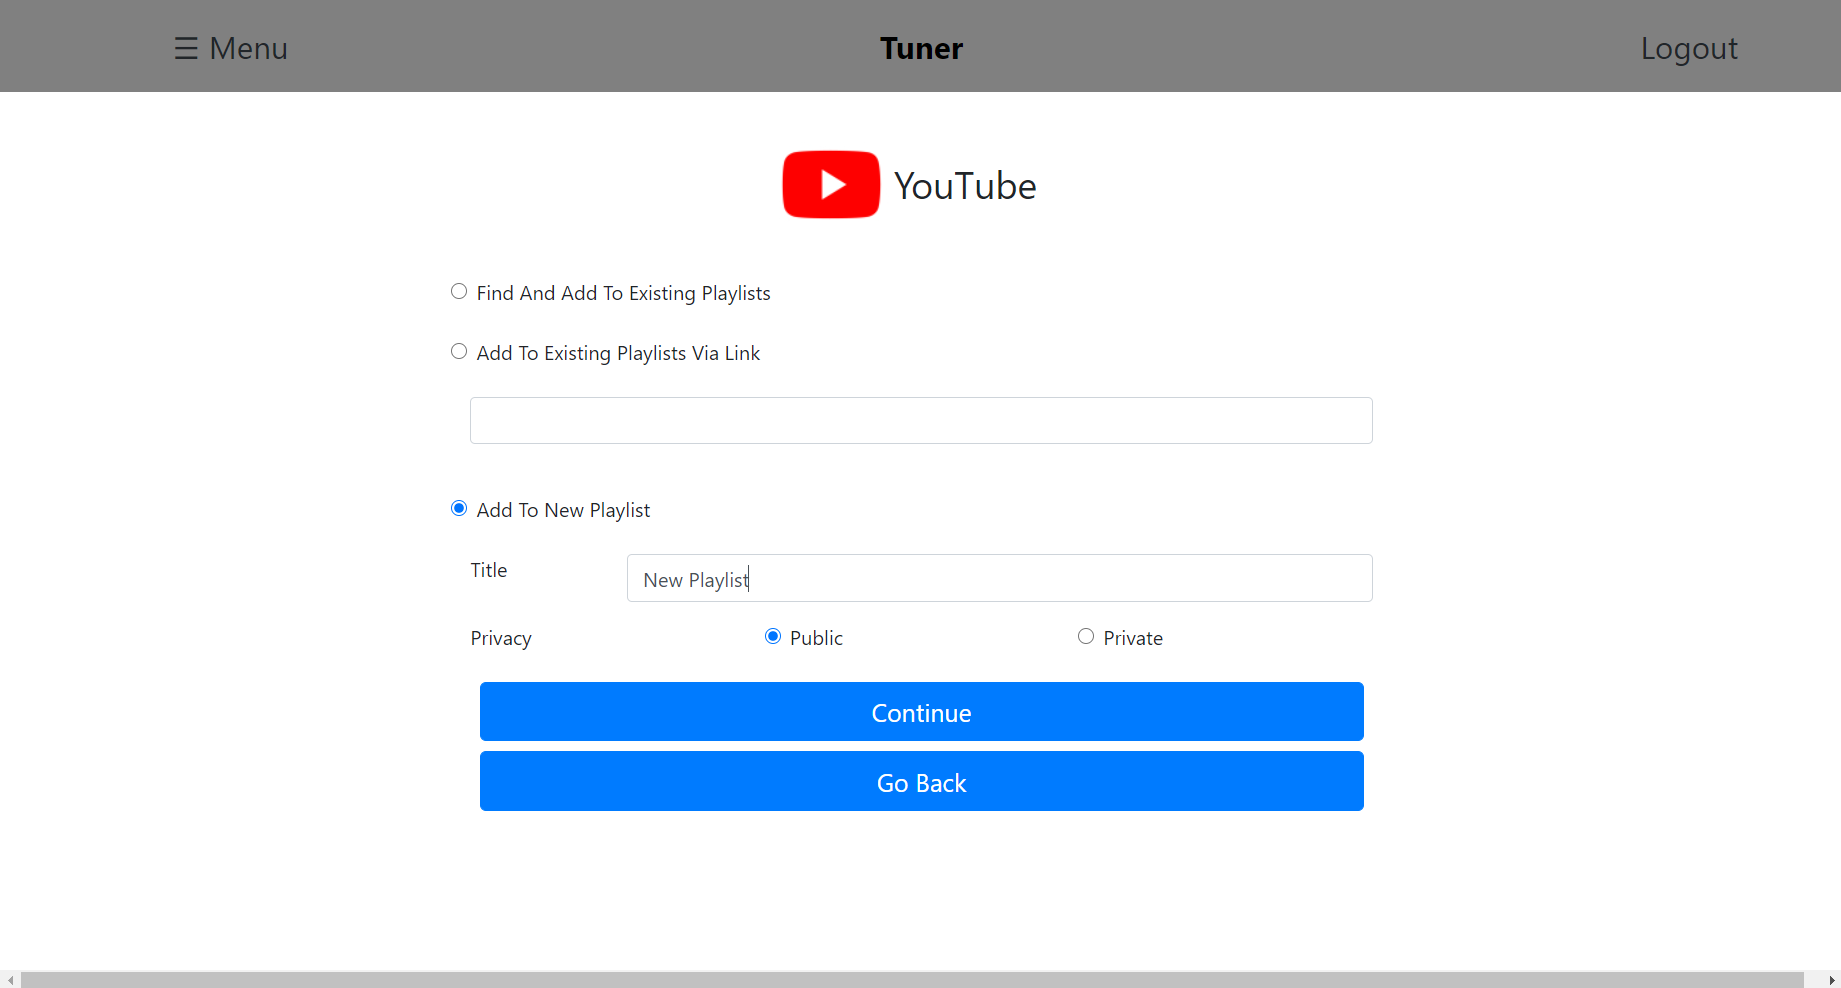 ☰ Menu Tuner Logout
YouTube
Find And Add To Existing Playlists
Add To Existing Playlists Via Link
Add To New Playlist
Title New Playlist
Privacy Public Private
Continue
Go Back